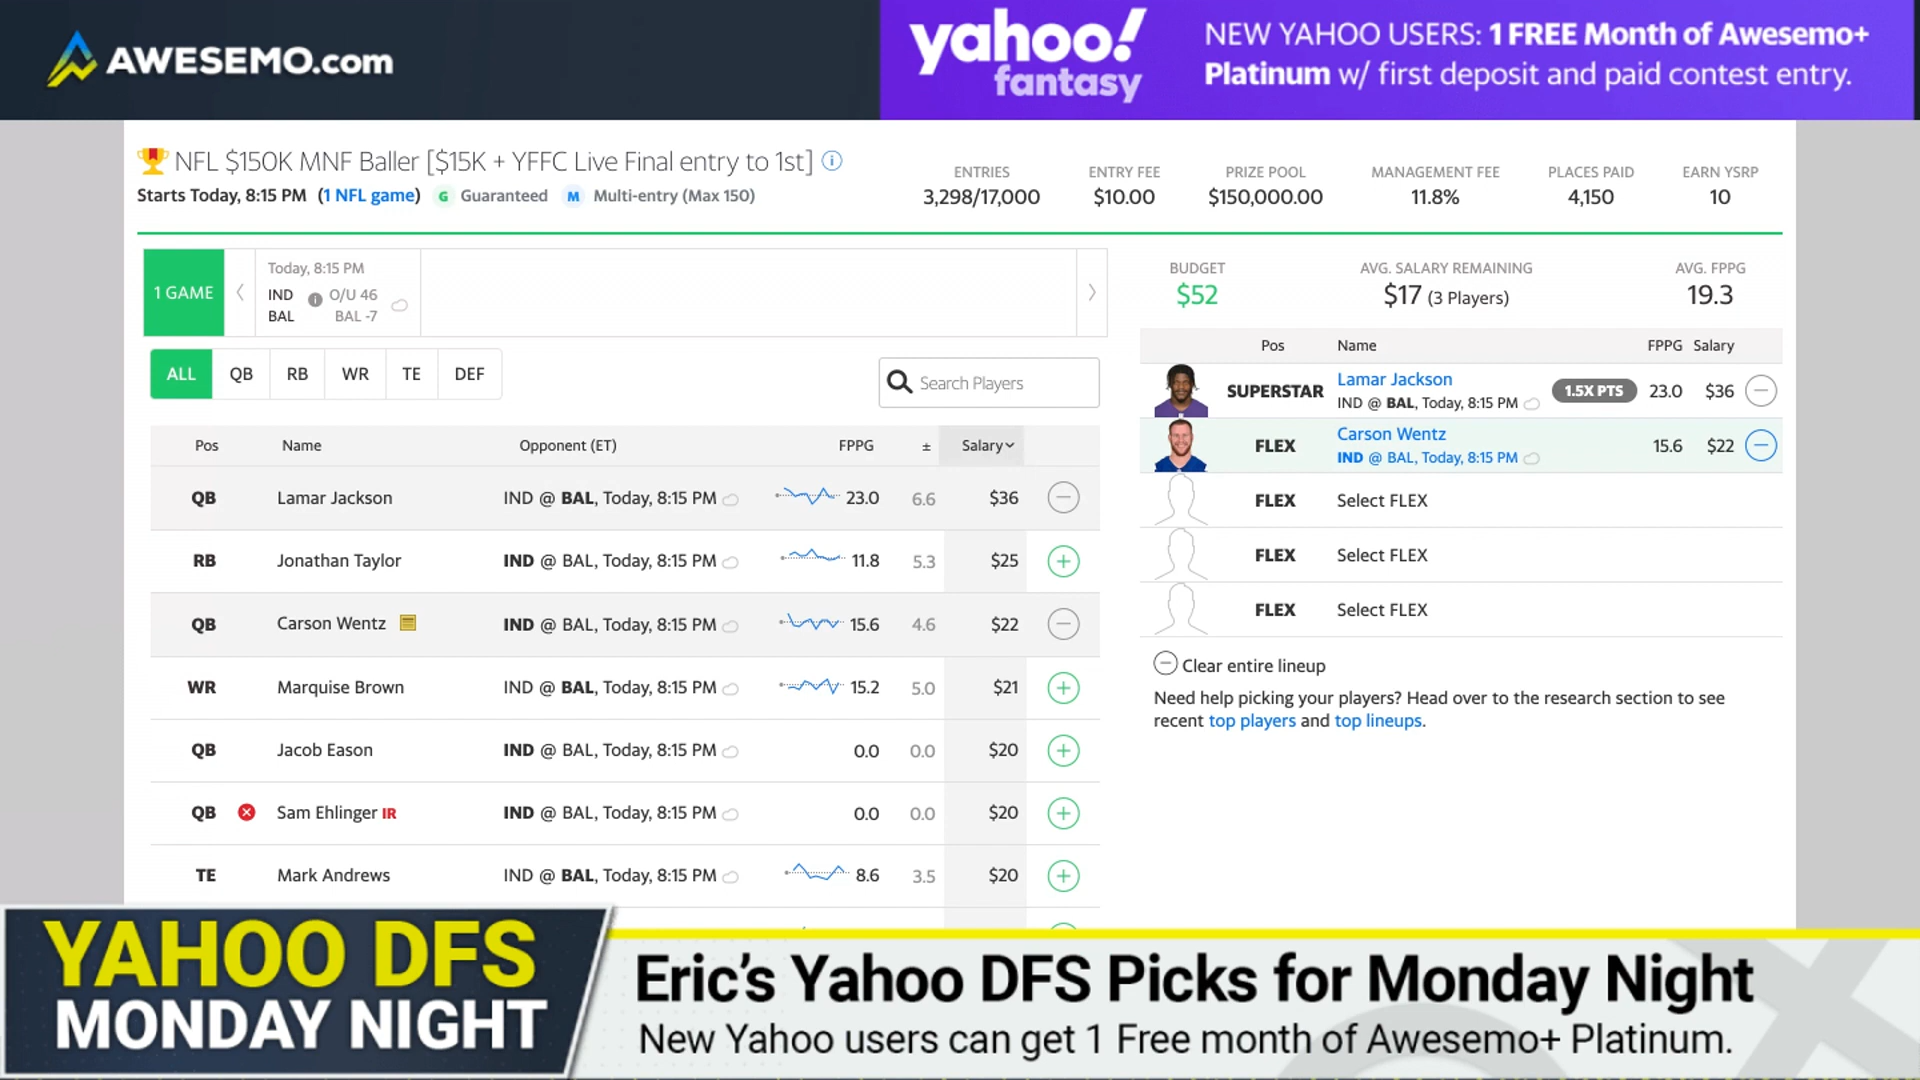 AWESEMO.com
yahoo!
fantasy
NEW YAHOO USERS: 1 FREE Month of Awesemo+
Platinum w/ first deposit and paid contest entry.
NFL $150K MNF Baller [$15K + YFFC Live Final entry to 1st]
Starts Today, 8:15 PM (1 NFL game) G Guaranteed M Multi-entry (Max 150)
ENTRIES ENTRY FEE PRIZE POOL MANAGEMENT FEE PLACES PAID EARN YSRP
3,298/17,000 $10.00 $150,000.00 11.8% 4,150 10
1 GAME
Today, 8:15 PM
IND O/U 46
BAL BAL -7
ALL QB RB WR TE DEF
Search Players
Pos Name Opponent (ET) FPPG ± Salary
QB Lamar Jackson IND @ BAL, Today, 8:15 PM 23.0 6.6 $36
RB Jonathan Taylor IND @ BAL, Today, 8:15 PM 11.8 5.3 $25
QB Carson Wentz IND @ BAL, Today, 8:15 PM 15.6 4.6 $22
WR Marquise Brown IND @ BAL, Today, 8:15 PM 15.2 5.0 $21
QB Jacob Eason IND @ BAL, Today, 8:15 PM 0.0 0.0 $20
QB Sam Ehlinger IR IND @ BAL, Today, 8:15 PM 0.0 0.0 $20
TE Mark Andrews IND @ BAL, Today, 8:15 PM 8.6 3.5 $20
BUDGET AVG. SALARY REMAINING AVG. FPPG
$52 $17 (3 Players) 19.3
Pos Name FPPG Salary
SUPERSTAR Lamar Jackson 1.5X PTS 23.0 $36
IND @ BAL, Today, 8:15 PM
FLEX Carson Wentz 15.6 $22
IND @ BAL, Today, 8:15 PM
FLEX Select FLEX
FLEX Select FLEX
FLEX Select FLEX
Clear entire lineup
Need help picking your players? Head over to the research section to see
recent top players and top lineups.
YAHOO DFS
MONDAY NIGHT
Eric's Yahoo DFS Picks for Monday Night
New Yahoo users can get 1 Free month of Awesemo+ Platinum.